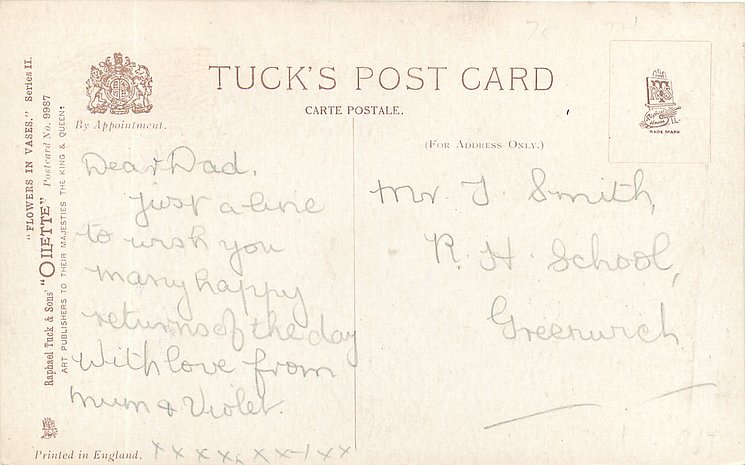 TUCK'S POST CARD
CARTE POSTALE.
By Appointment.
(FOR ADDRESS ONLY.)
TRADE MARK
"FLOWERS IN VASES." Series II.
Raphael Tuck & Sons' "OILETTE" Postcard No. 9987
ART PUBLISHERS TO THEIR MAJESTIES THE KING & QUEEN.
Dear Dad.
just a line
to wish you
many happy
returns of the day
with love from
Mum & Violet.
Mr J Smith,
R. H School,
Greenwich
Printed in England.